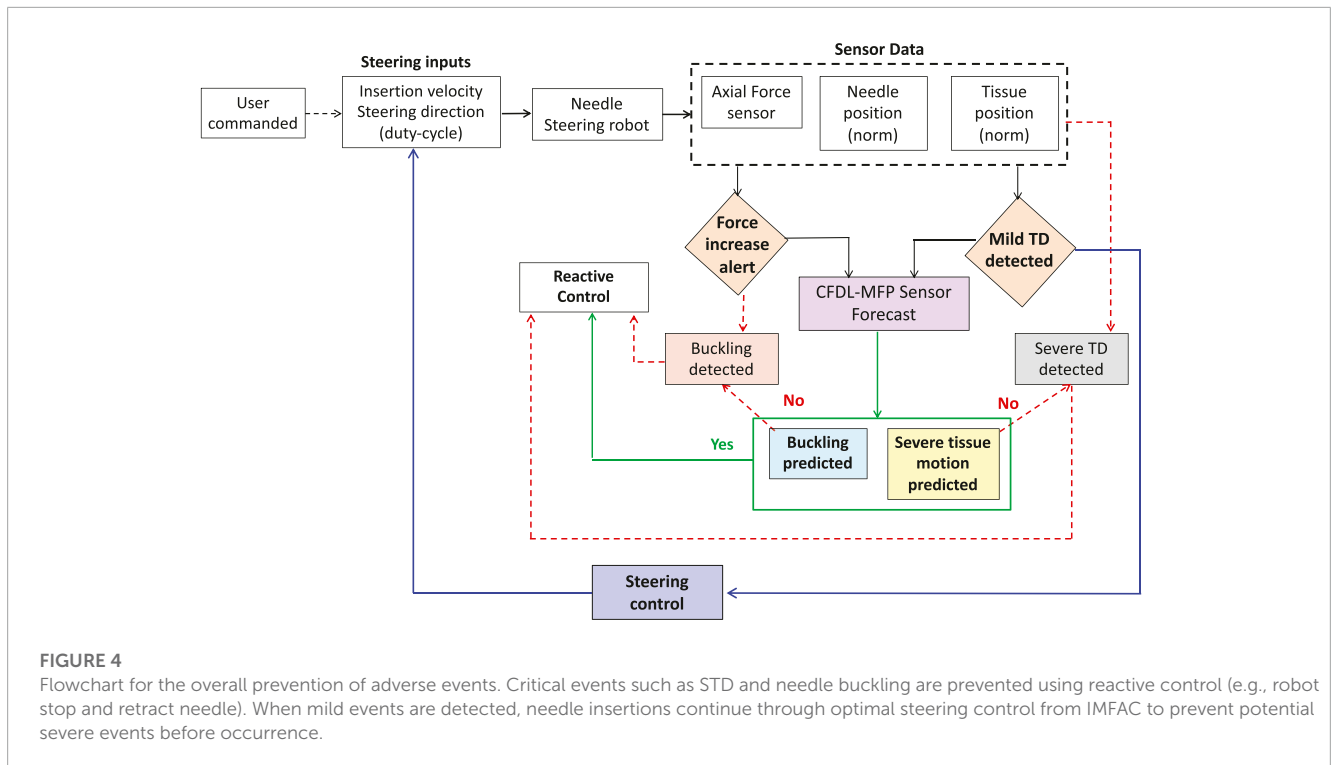 Sensor Data
Steering inputs
User
commanded
Insertion velocity
Steering direction
(duty-cycle)
Needle
Steering robot
Axial Force
sensor
Needle
position
(norm)
Tissue
position
(norm)
Force
increase
alert
Mild TD
detected
Reactive
Control
CFDL-MFP Sensor
Forecast
Buckling
detected
Severe TD
detected
No
No
Yes
Buckling
predicted
Severe tissue
motion
predicted
Steering
control
FIGURE 4
Flowchart for the overall prevention of adverse events. Critical events such as STD and needle buckling are prevented using reactive control (e.g., robot
stop and retract needle). When mild events are detected, needle insertions continue through optimal steering control from IMFAC to prevent potential
severe events before occurrence.